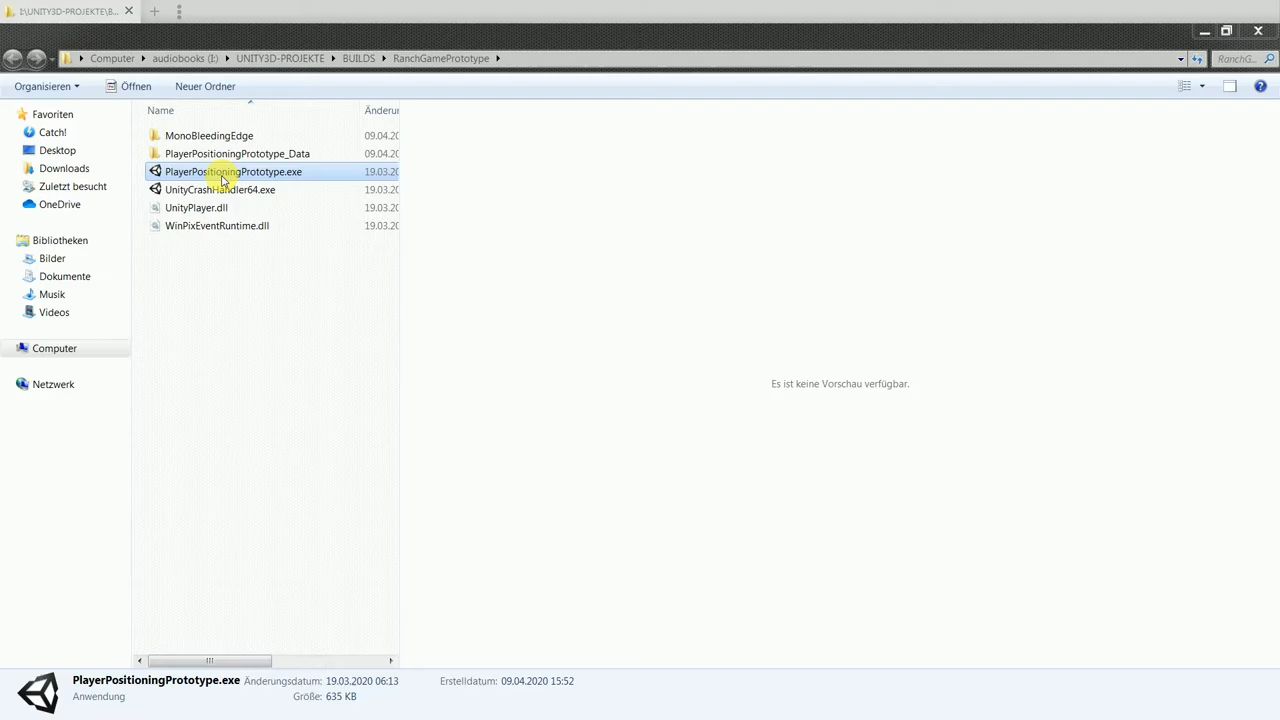 I:\UNITY3D-PROJEKTE\B...
Computer audiobooks (I:) UNITY3D-PROJEKTE BUILDS RanchGamePrototype
RanchG...
Organisieren Öffnen Neuer Ordner
Favoriten
Catch!
Desktop
Downloads
Zuletzt besucht
OneDrive
Bibliotheken
Bilder
Dokumente
Musik
Videos
Computer
Netzwerk
Name Änderu
MonoBleedingEdge 09.04.20
PlayerPositioningPrototype_Data 09.04.20
PlayerPositioningPrototype.exe 19.03.20
UnityCrashHandler64.exe 19.03.20
UnityPlayer.dll 19.03.20
WinPixEventRuntime.dll 19.03.20
Es ist keine Vorschau verfügbar.
PlayerPositioningPrototype.exe Änderungsdatum: 19.03.2020 06:13 Erstelldatum: 09.04.2020 15:52
Anwendung Größe: 635 KB